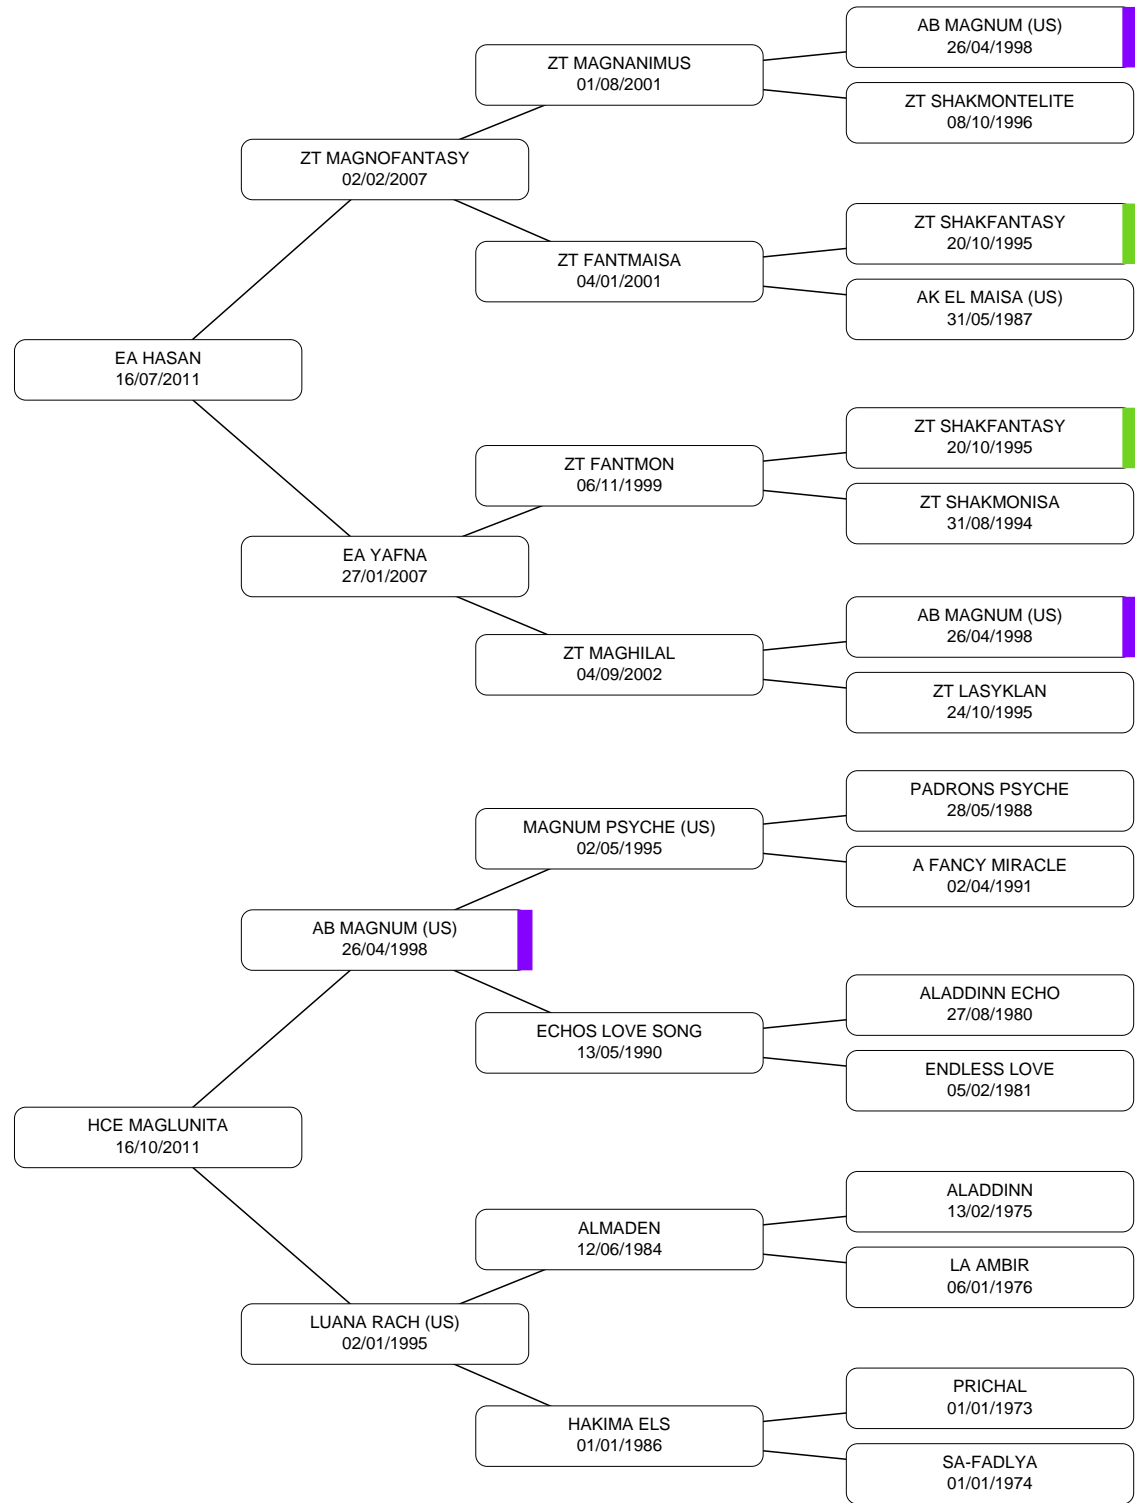 AB MAGNUM (US)
26/04/1998
ZT MAGNANIMUS
01/08/2001
ZT SHAKMONTELITE
08/10/1996
ZT MAGNOFANTASY
02/02/2007
ZT SHAKFANTASY
20/10/1995
ZT FANTMAISA
04/01/2001
AK EL MAISA (US)
31/05/1987
EA HASAN
16/07/2011
ZT SHAKFANTASY
20/10/1995
ZT FANTMON
06/11/1999
ZT SHAKMONISA
31/08/1994
EA YAFNA
27/01/2007
AB MAGNUM (US)
26/04/1998
ZT MAGHILAL
04/09/2002
ZT LASYKLAN
24/10/1995
PADRONS PSYCHE
28/05/1988
MAGNUM PSYCHE (US)
02/05/1995
A FANCY MIRACLE
02/04/1991
AB MAGNUM (US)
26/04/1998
ALADDINN ECHO
27/08/1980
ECHOS LOVE SONG
13/05/1990
ENDLESS LOVE
05/02/1981
HCE MAGLUNITA
16/10/2011
ALADDINN
13/02/1975
ALMADEN
12/06/1984
LA AMBIR
06/01/1976
LUANA RACH (US)
02/01/1995
PRICHAL
01/01/1973
HAKIMA ELS
01/01/1986
SA-FADLYA
01/01/1974